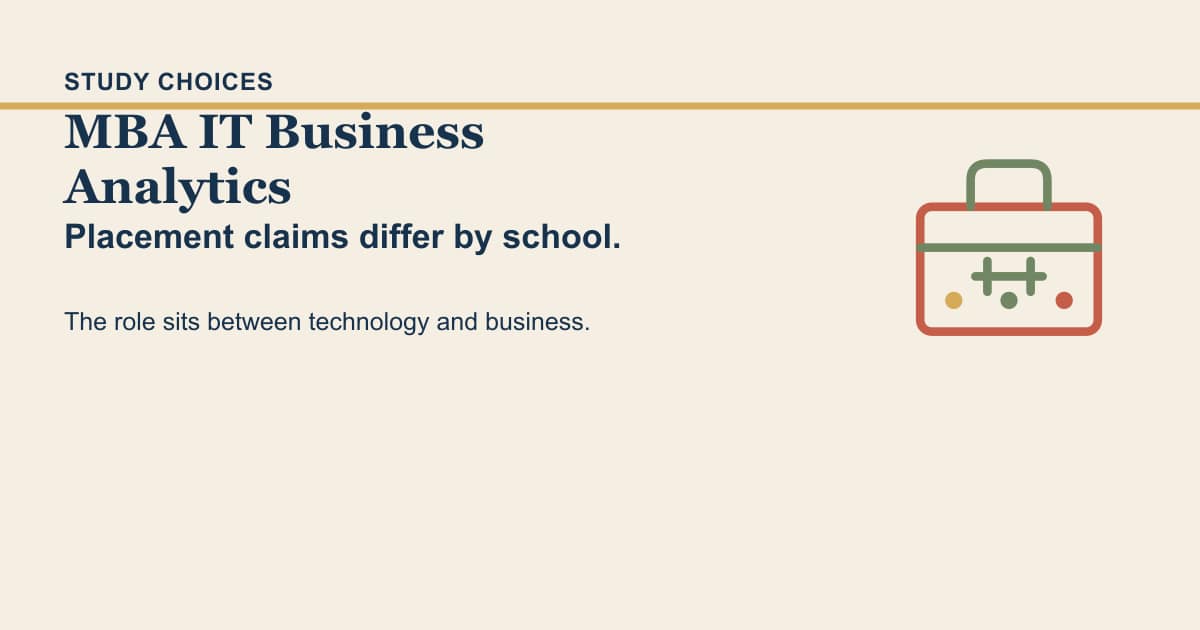 STUDY CHOICES
MBA IT Business
Analytics
Placement claims differ by school.
The role sits between technology and business.